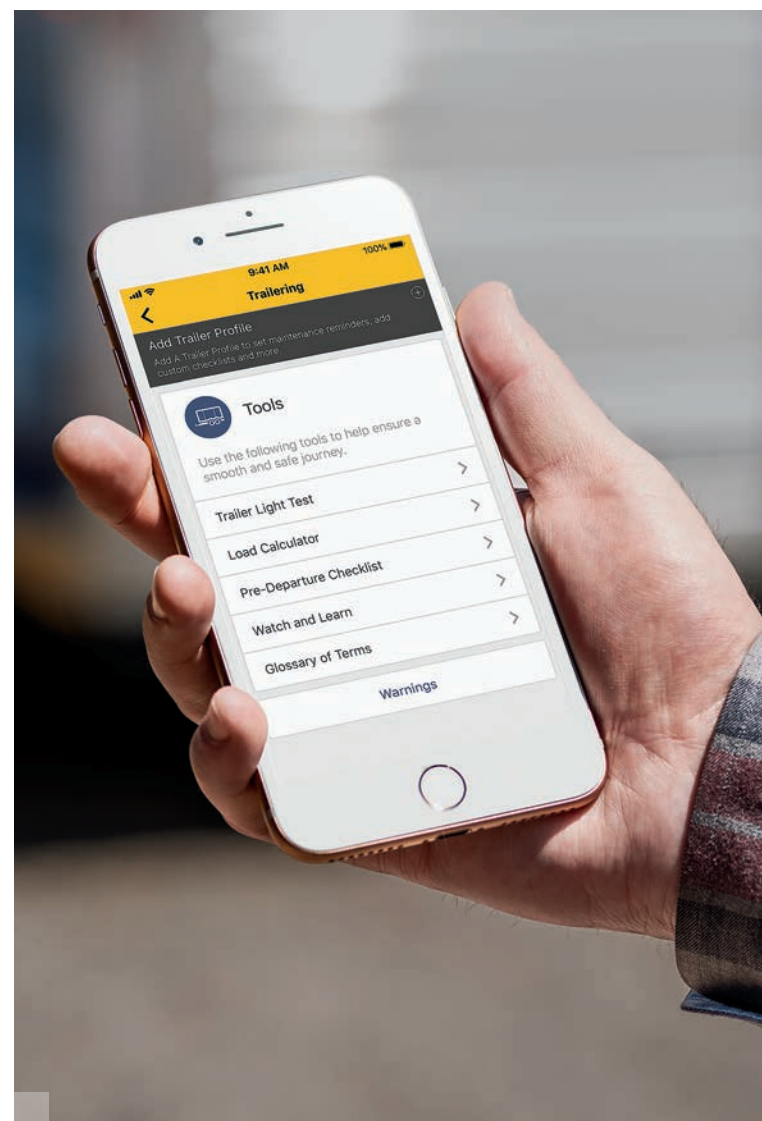 9:41 AM
100%
Trailering
Add Trailer Profile
Add A Trailer Profile to set maintenance reminders, add
custom checklists and more.
Tools
Use the following tools to help ensure a
smooth and safe journey.
Trailer Light Test
Load Calculator
Pre-Departure Checklist
Watch and Learn
Glossary of Terms
Warnings